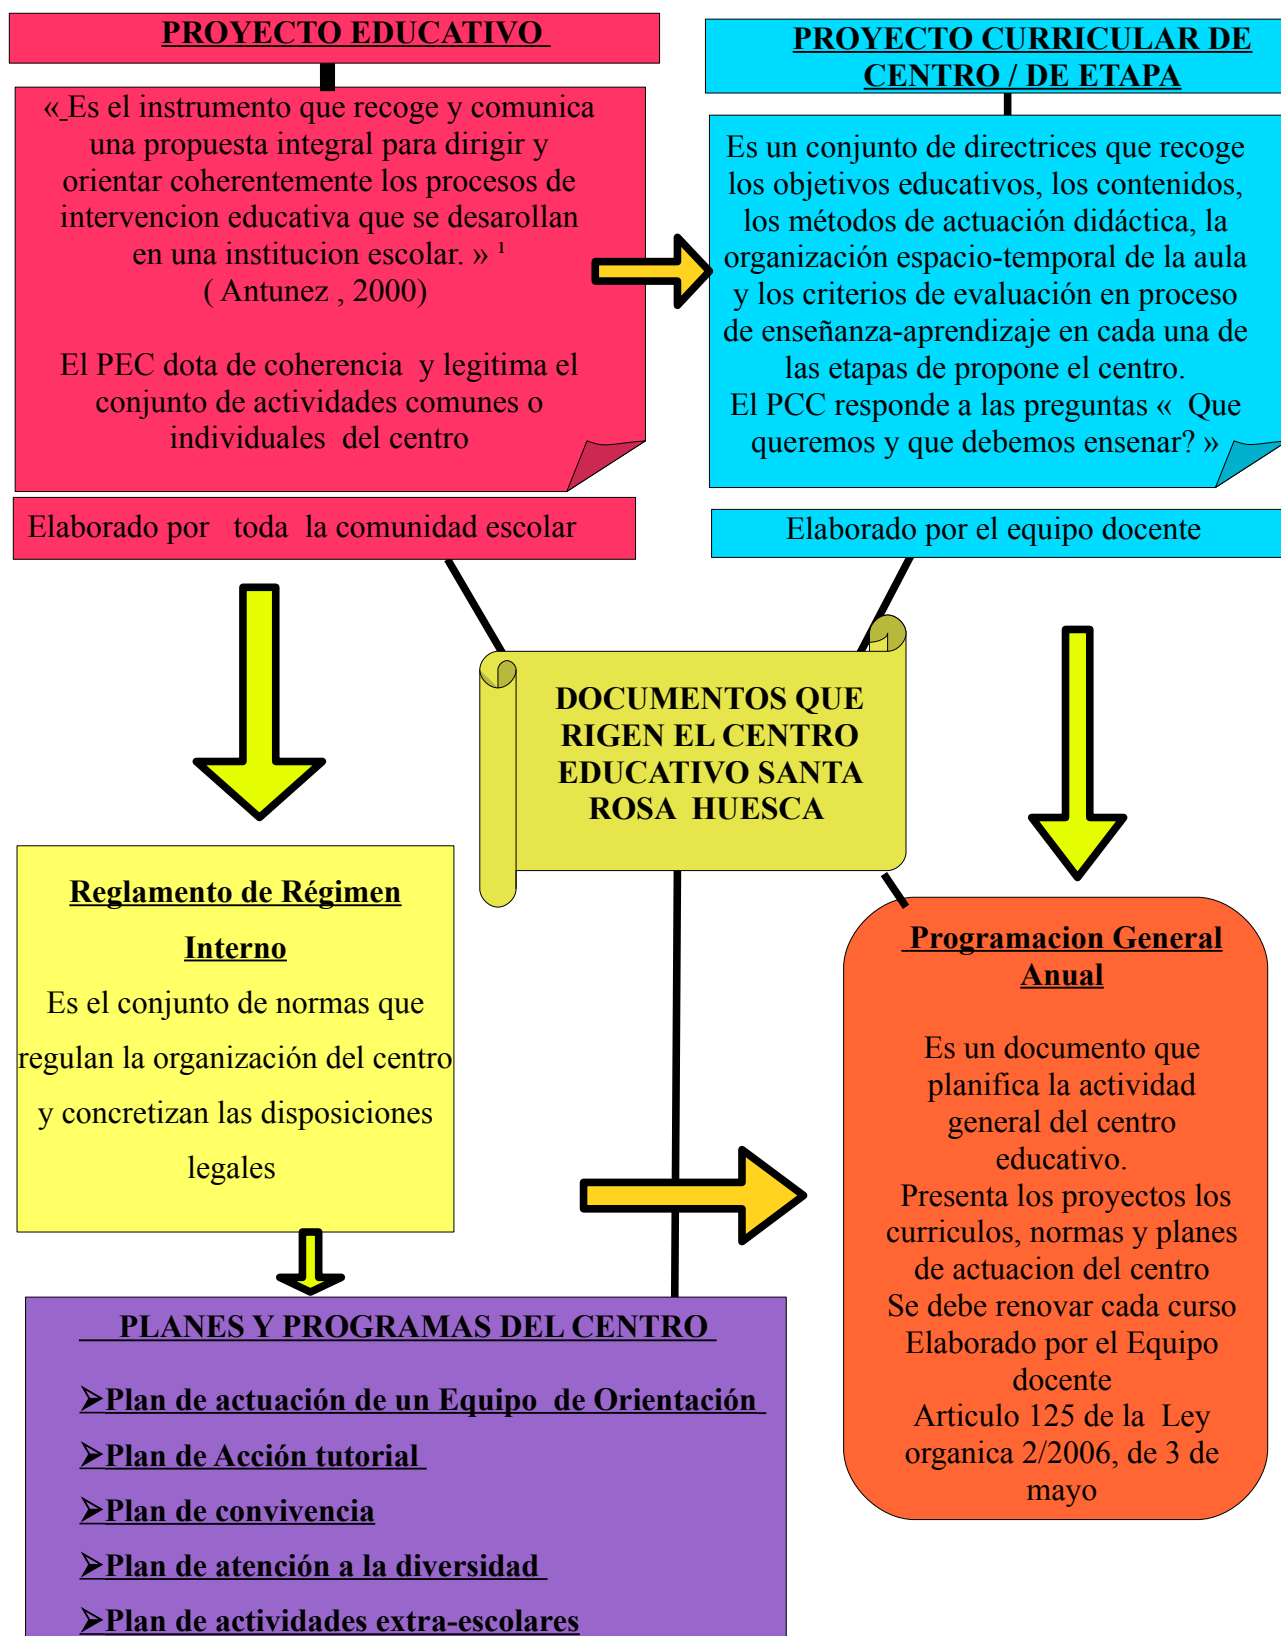 PROYECTO EDUCATIVO
« Es el instrumento que recoge y comunica
una propuesta integral para dirigir y
orientar coherentemente los procesos de
intervencion educativa que se desarollan
en una institucion escolar. » ¹
( Antunez , 2000)
El PEC dota de coherencia y legitima el
conjunto de actividades comunes o
individuales del centro
Elaborado por toda la comunidad escolar
PROYECTO CURRICULAR DE
CENTRO / DE ETAPA
Es un conjunto de directrices que recoge
los objetivos educativos, los contenidos,
los métodos de actuación didáctica, la
organización espacio-temporal de la aula
y los criterios de evaluación en proceso
de enseñanza-aprendizaje en cada una de
las etapas de propone el centro.
El PCC responde a las preguntas « Que
queremos y que debemos ensenar? »
Elaborado por el equipo docente
DOCUMENTOS QUE
RIGEN EL CENTRO
EDUCATIVO SANTA
ROSA HUESCA
Reglamento de Régimen
Interno
Es el conjunto de normas que
regulan la organización del centro
y concretizan las disposiciones
legales
Programacion General
Anual
Es un documento que
planifica la actividad
general del centro
educativo.
Presenta los proyectos los
curriculos, normas y planes
de actuacion del centro
Se debe renovar cada curso
Elaborado por el Equipo
docente
Articulo 125 de la Ley
organica 2/2006, de 3 de
mayo
PLANES Y PROGRAMAS DEL CENTRO
➢Plan de actuación de un Equipo de Orientación
➢Plan de Acción tutorial
➢Plan de convivencia
➢Plan de atención a la diversidad
➢Plan de actividades extra-escolares